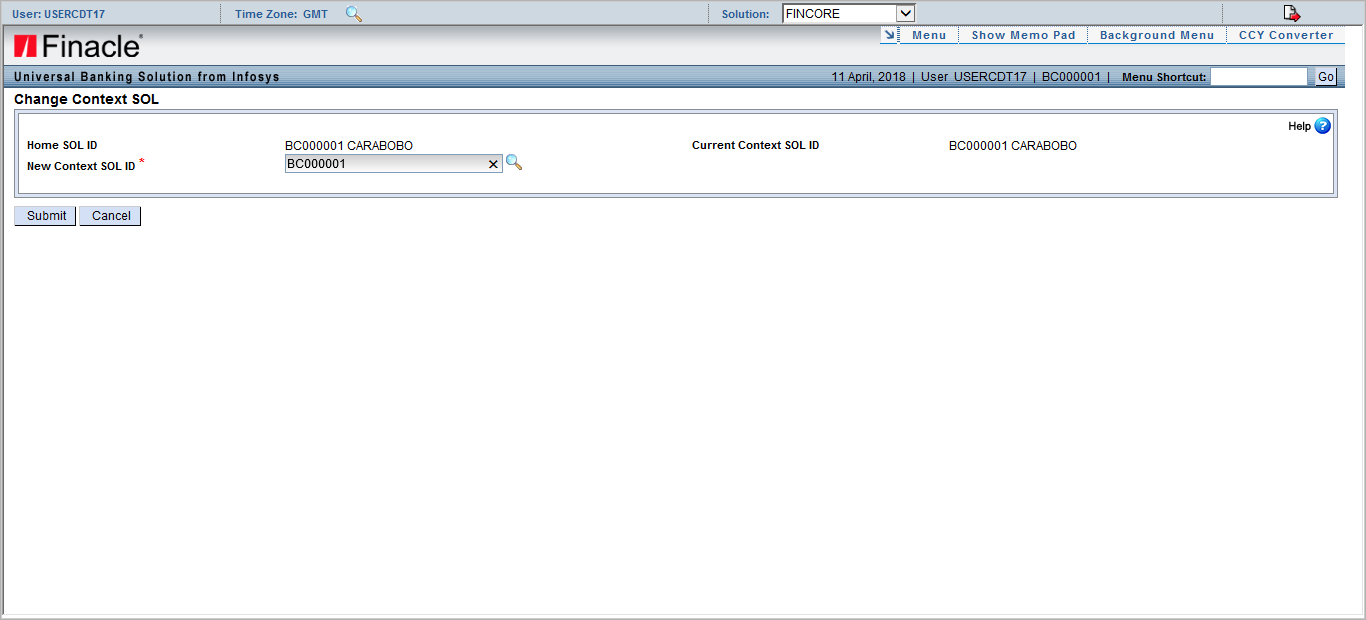 User: USERCDT17 Time Zone: GMT Solution: FINCORE
Finacle
Menu Show Memo Pad Background Menu CCY Converter
Universal Banking Solution from Infosys 11 April, 2018 | User USERCDT17 | BC000001 | Menu Shortcut: Go
Change Context SOL
Help ?
Home SOL ID BC000001 CARABOBO Current Context SOL ID BC000001 CARABOBO
New Context SOL ID * BC000001
Submit Cancel